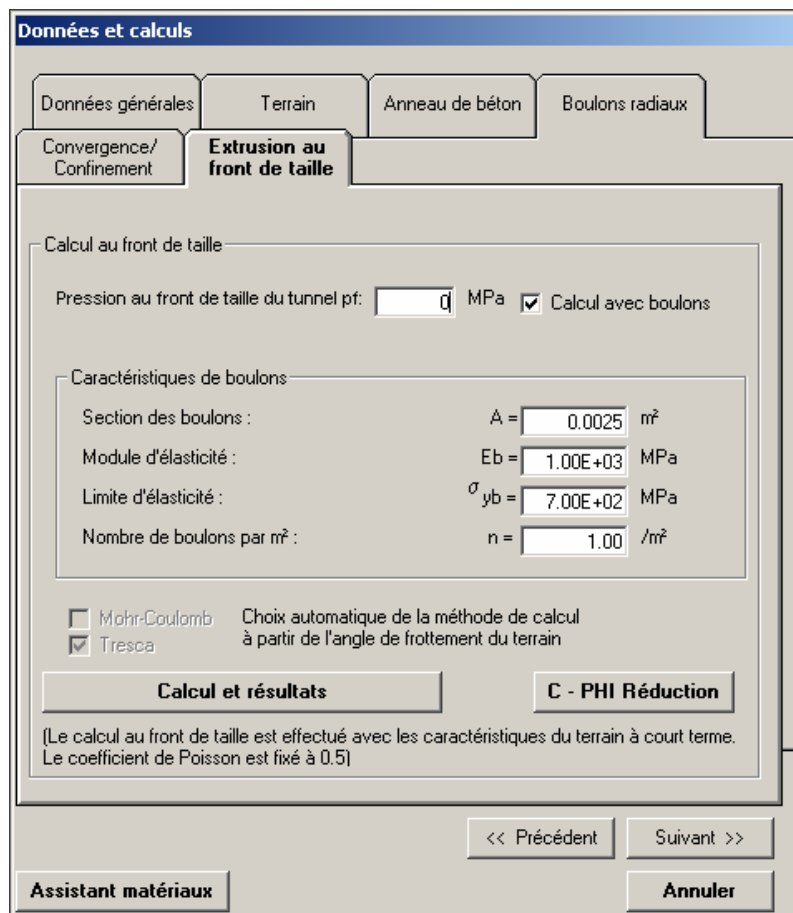 Données et calculs
Données générales
Terrain
Anneau de béton
Boulons radiaux
Convergence/
Confinement
Extrusion au
front de taille
Calcul au front de taille
Pression au front de taille du tunnel pf: 0 MPa Calcul avec boulons
Caractéristiques de boulons
Section des boulons : A = 0.0025 m²
Module d'élasticité : Eb = 1.00E+03 MPa
Limite d'élasticité : σ yb = 7.00E+02 MPa
Nombre de boulons par m² : n = 1.00 /m²
Mohr-Coulomb Choix automatique de la méthode de calcul
Tresca à partir de l'angle de frottement du terrain
Calcul et résultats C - PHI Réduction
(Le calcul au front de taille est effectué avec les caractéristiques du terrain à court terme.
Le coefficient de Poisson est fixé à 0.5)
<< Précédent Suivant >>
Assistant matériaux Annuler